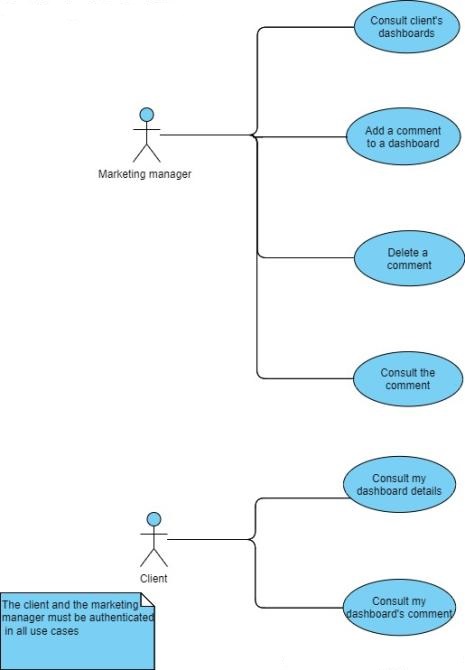 Consult client's
dashboards
Add a comment
to a dashboard
Marketing manager
Delete a
comment
Consult the
comment
Consult my
dashboard details
Client
Consult my
dashboard's comment
The client and the marketing
manager must be authenticated
in all use cases